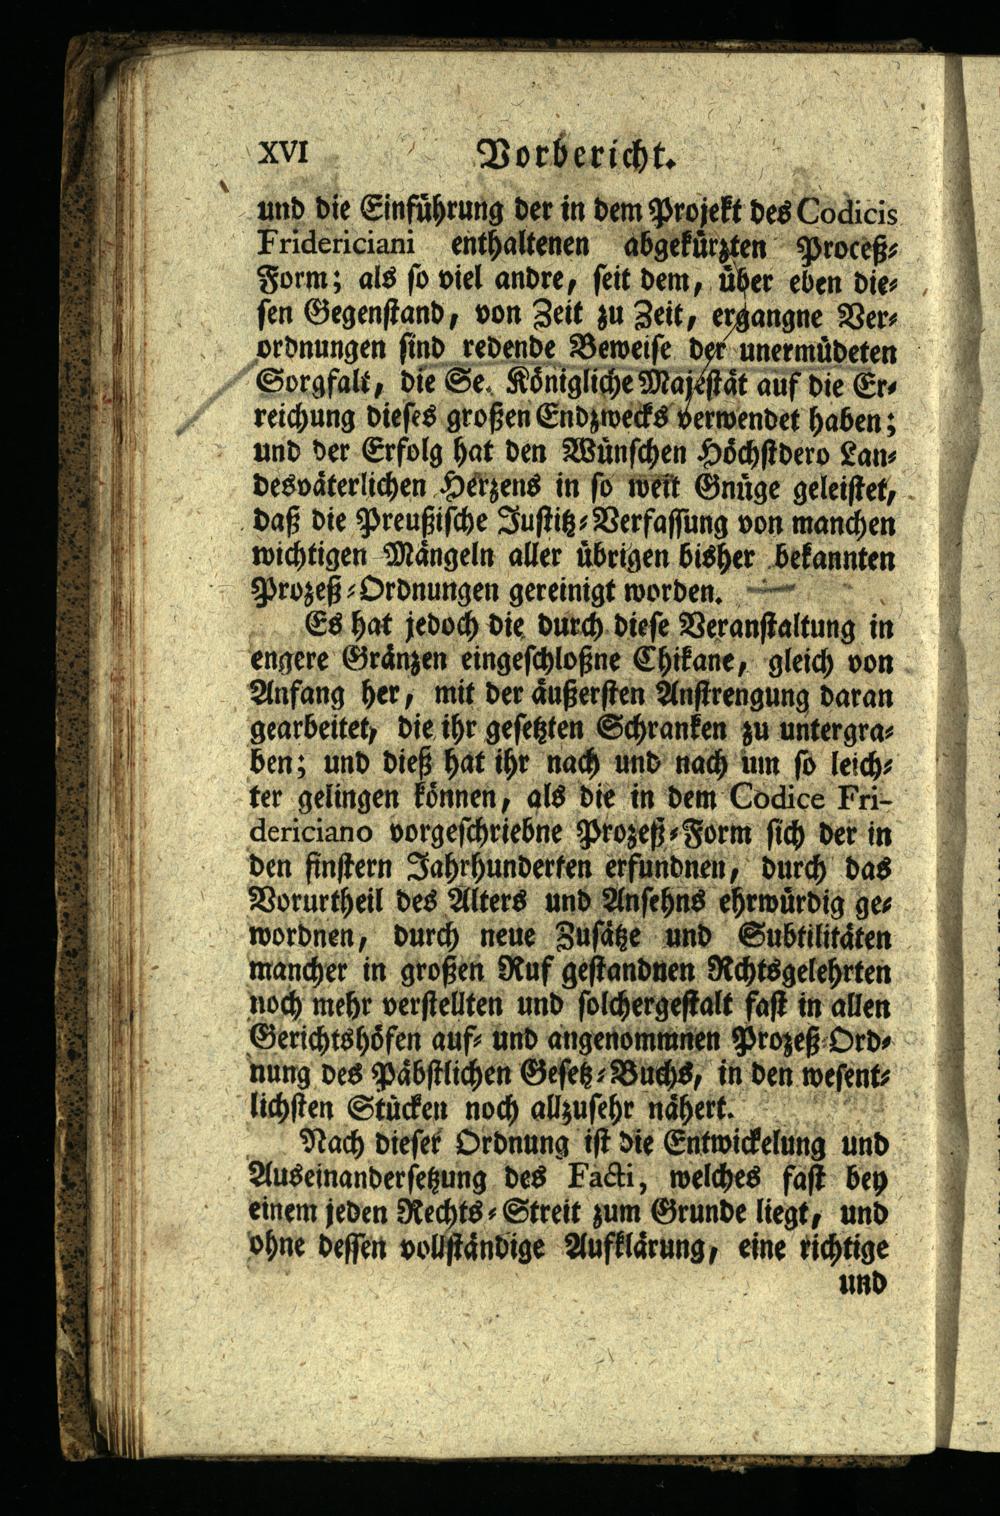 XVI Vorbericht.
und die Einführung der in dem Projekt des Codicis
Fridericiani enthaltenen abgekürzten Proceß-
Form; als so viel andre, seit dem, über eben die-
sen Gegenstand, von Zeit zu Zeit, ergangne Ver-
ordnungen sind redende Beweise der unermüdeten
Sorgfalt, die Se. Königliche Majestät auf die Er-
reichung dieses großen Endzwecks verwendet haben;
und der Erfolg hat den Wünschen Höchstdero Lan-
desväterlichen Herzens in so weit Gnüge geleistet,
daß die Preußische Justitz-Verfassung von manchen
wichtigen Mängeln aller übrigen bisher bekannten
Prozeß-Ordnungen gereinigt worden.
Es hat jedoch die durch diese Veranstaltung in
engere Gränzen eingeschloßne Chikane, gleich von
Anfang her, mit der äußersten Anstrengung daran
gearbeitet, die ihr gesetzten Schranken zu untergra-
ben; und dieß hat ihr nach und nach um so leich-
ter gelingen können, als die in dem Codice Fri-
dericiano vorgeschriebne Prozeß-Form sich der in
den finstern Jahrhunderten erfundnen, durch das
Vorurtheil des Alters und Ansehns ehrwürdig ge-
wordnen, durch neue Zusätze und Subtilitäten
mancher in großen Ruf gestandnen Rchtsgelehrten
noch mehr verstellten und solchergestalt fast in allen
Gerichtshöfen auf- und angenommnen Prozeß-Ord-
nung des Päbstlichen Gesetz-Buchs, in den wesent-
lichsten Stücken noch allzusehr nähert.
Nach dieser Ordnung ist die Entwickelung und
Auseinandersetzung des Facti, welches fast bey
einem jeden Rechts-Streit zum Grunde liegt, und
ohne dessen vollständige Aufklärung, eine richtige
und